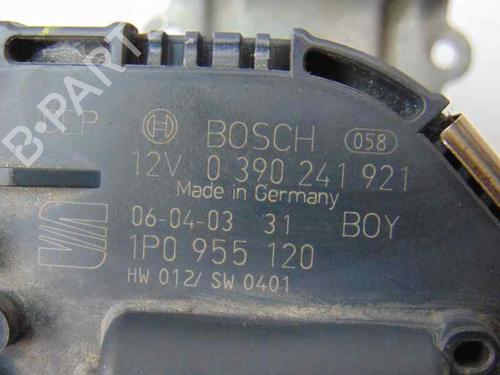 BOSCH 058
12V 0 390 241 921
Made in Germany
06-04-03 31 BOY
1P0 955 120
HW 012/ SW 0401